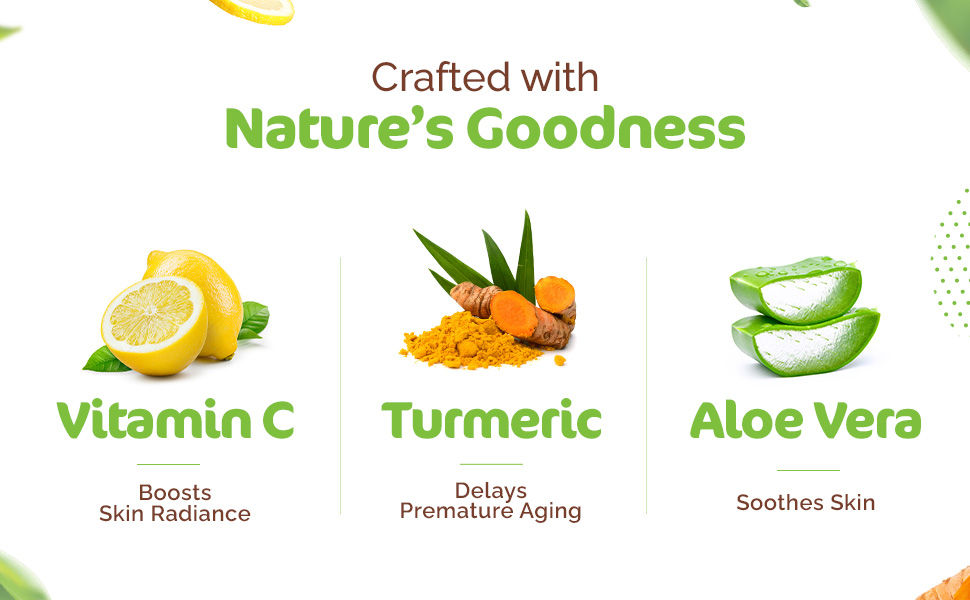 Crafted with
Nature's Goodness
Vitamin C
Boosts
Skin Radiance
Turmeric
Delays
Premature Aging
Aloe Vera
Soothes Skin